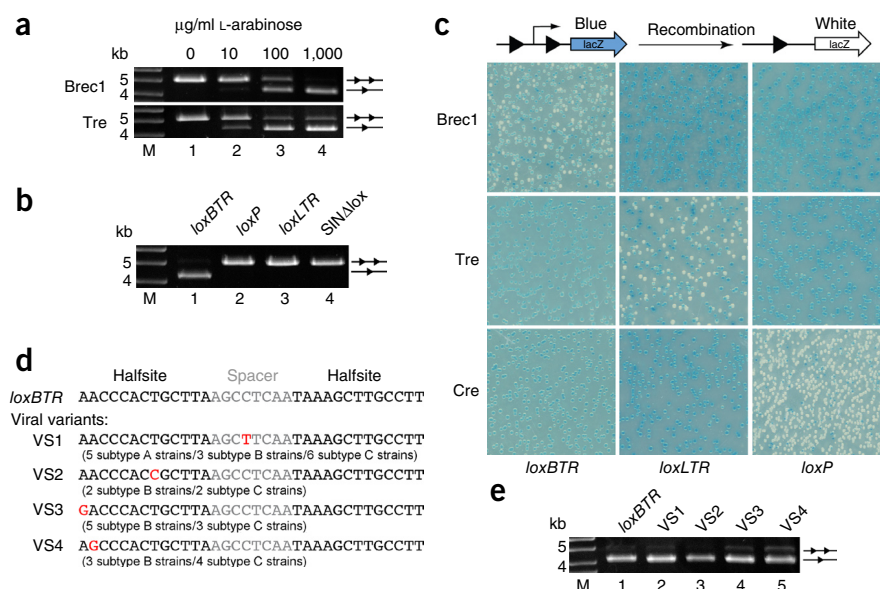 a
µg/ml L-arabinose
kb 0 10 100 1,000
Brec1 5 4
Tre 5 4
M 1 2 3 4
b
kb loxBTR loxP loxLTR SINΔlox
5
4
M 1 2 3 4
c
Blue Recombination White
lacZ lacZ
Brec1
Tre
Cre
loxBTR loxLTR loxP
d
Halfsite Spacer Halfsite
loxBTR AACCCACTGCTTAAGCCTCAATAAAGCTTGCCTT
Viral variants:
VS1 AACCCACTGCTTAAGCTTCAATAAAGCTTGCCTT
(5 subtype A strains/3 subtype B strains/6 subtype C strains)
VS2 AACCCACCGCTTAAGCCTCAATAAAGCTTGCCTT
(2 subtype B strains/2 subtype C strains)
VS3 GACCCACTGCTTAAGCCTCAATAAAGCTTGCCTT
(5 subtype B strains/3 subtype C strains)
VS4 AGCCCACTGCTTAAGCCTCAATAAAGCTTGCCTT
(3 subtype B strains/4 subtype C strains)
e
kb loxBTR VS1 VS2 VS3 VS4
5
4
M 1 2 3 4 5